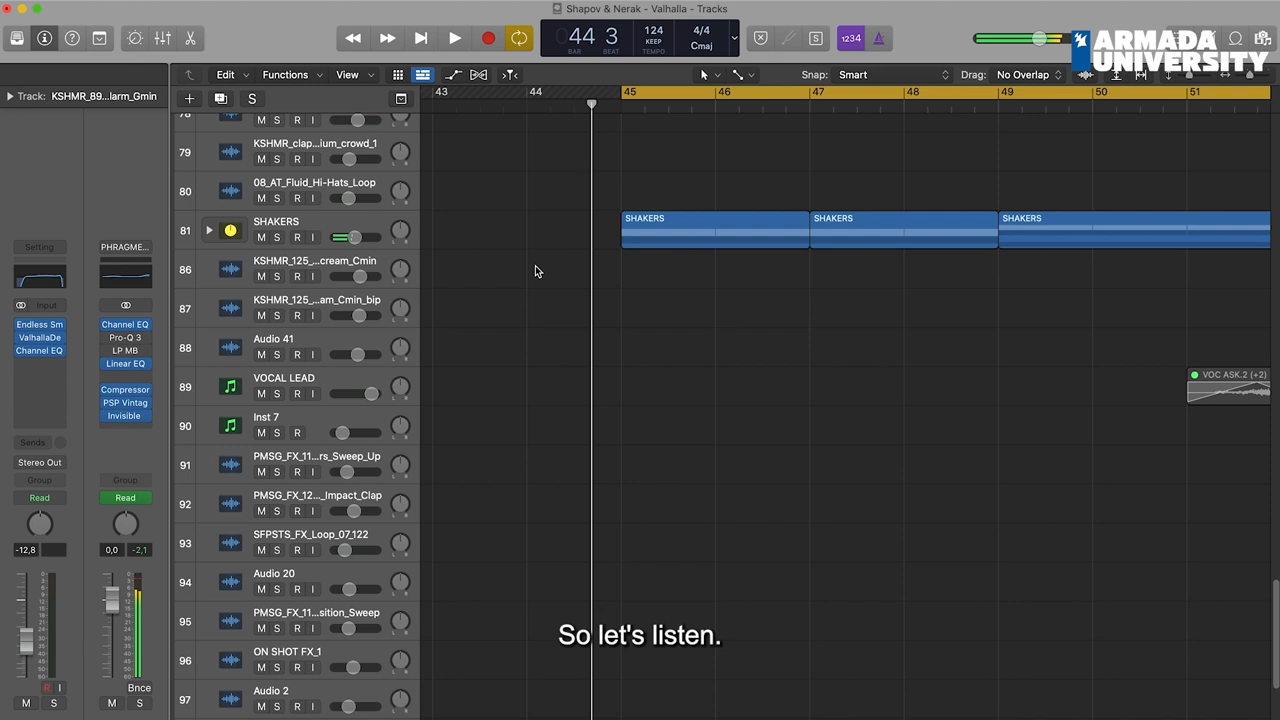 Shapov & Nerak - Valhalla - Tracks
44 3
BAR BEAT
124
KEEP
TEMPO
4/4
Cmaj
1234
ARMADA
UNIVERSITY
Edit Functions View
Snap: Smart
Drag: No Overlap
Track: KSHMR_89...larm_Gmin
S
43 44 45 46 47 48 49 50 51
78
M S R I
79 KSHMR_clap...ium_crowd_1
M S R I
80 08_AT_Fluid_Hi-Hats_Loop
M S R I
81 SHAKERS
M S R I
SHAKERS SHAKERS SHAKERS
86 KSHMR_125_...cream_Cmin
M S R I
87 KSHMR_125_...am_Cmin_bip
M S R I
88 Audio 41
M S R I
89 VOCAL LEAD
M S R I
VOC ASK.2 (+2)
90 Inst 7
M S R
91 PMSG_FX_11...rs_Sweep_Up
M S R I
92 PMSG_FX_12..._Impact_Clap
M S R I
93 SFPSTS_FX_Loop_07_122
M S R I
94 Audio 20
M S R I
95 PMSG_FX_11...sition_Sweep
M S R I
96 ON SHOT FX_1
M S R I
97 Audio 2
M S R I
Setting PHRAGME...
Input
Endless Sm Channel EQ
ValhallaDe Pro-Q 3
Channel EQ LP MB
Linear EQ
Compressor
PSP Vintag
Invisible
Sends
Stereo Out
Group Group
Read Read
-12,8 0,0 -2,1
R I Bnce
M S M S
So let's listen.